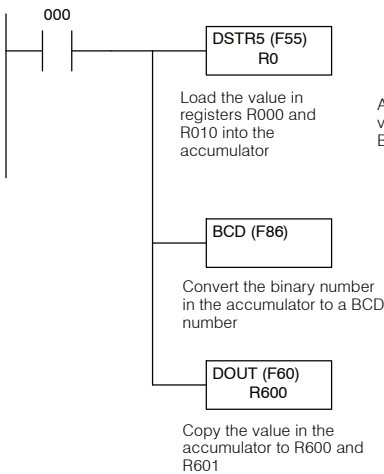 000
DSTR5 (F55)
R0
Load the value in
registers R000 and
R010 into the
accumulator
A
v
E
BCD (F86)
Convert the binary number
in the accumulator to a BCD
number
DOUT (F60)
R600
Copy the value in the
accumulator to R600 and
R601